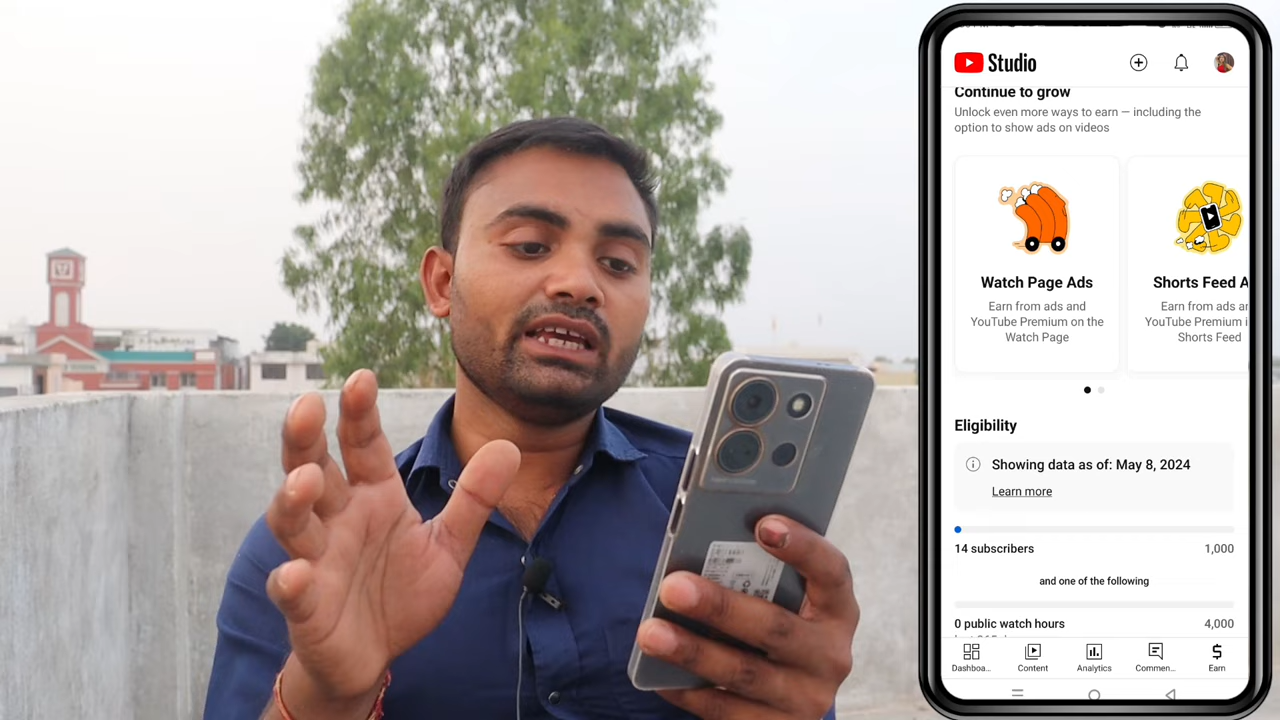 Studio
Continue to grow
Unlock even more ways to earn — including the
option to show ads on videos
Watch Page Ads
Earn from ads and
YouTube Premium on the
Watch Page
Shorts Feed A
Earn from ads an
YouTube Premium i
Shorts Feed
Eligibility
Showing data as of: May 8, 2024
Learn more
14 subscribers 1,000
and one of the following
0 public watch hours 4,000
Dashboa... Content Analytics Commen... Earn